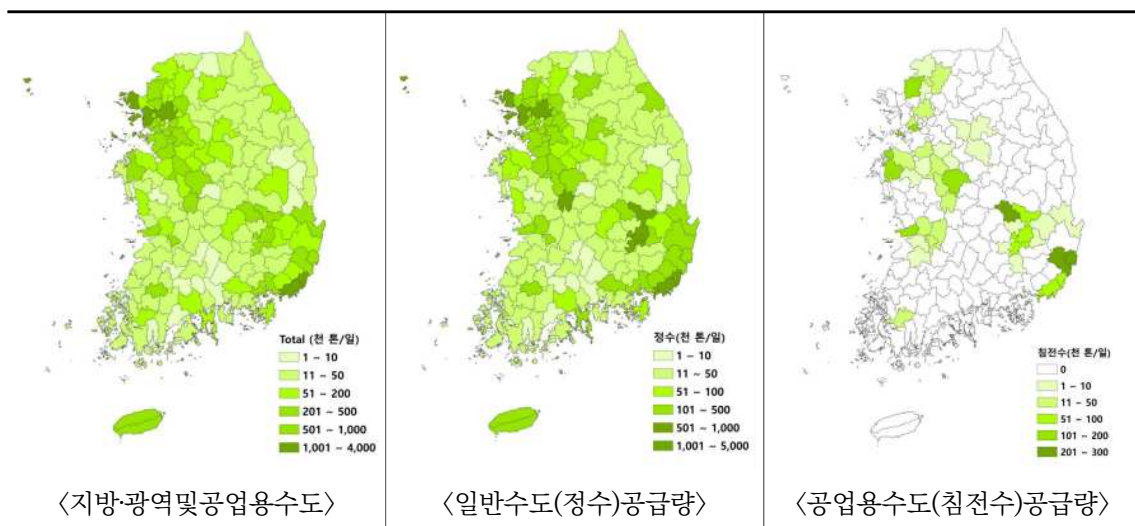 Total (천 톤/일)
1 ~ 10
11 ~ 50
51 ~ 200
201 ~ 500
501 ~ 1,000
1,001 ~ 4,000
〈지방·광역및공업용수도〉
정수(천 톤/일)
1 ~ 10
11 ~ 50
51 ~ 100
101 ~ 500
501 ~ 1,000
1,001 ~ 5,000
〈일반수도(정수)공급량〉
침전수(천 톤/일)
0
1 ~ 10
11 ~ 50
51 ~ 100
101 ~ 200
201 ~ 300
〈공업용수도(침전수)공급량〉